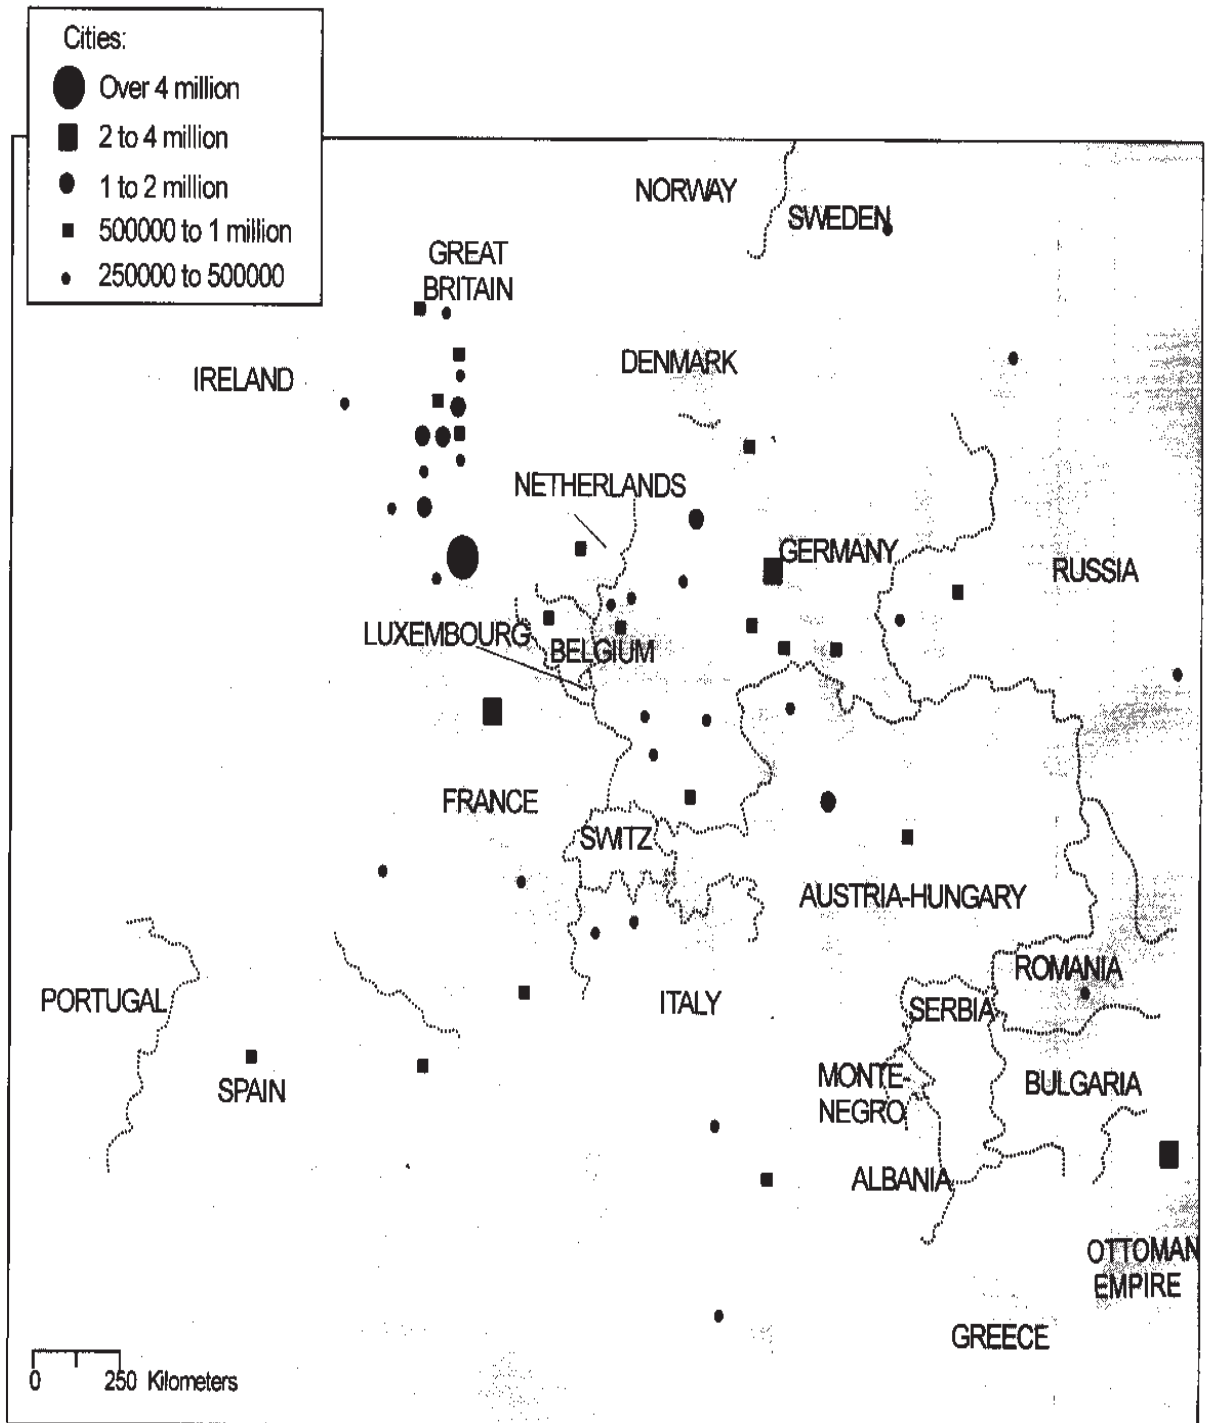 Cities:
Over 4 million
2 to 4 million
1 to 2 million
500000 to 1 million
250000 to 500000
NORWAY
SWEDEN
GREAT
BRITAIN
IRELAND
DENMARK
NETHERLANDS
GERMANY
RUSSIA
LUXEMBOURG
BELGIUM
FRANCE
SWITZ
AUSTRIA-HUNGARY
ROMANIA
PORTUGAL
ITALY
SERBIA
SPAIN
MONTE
NEGRO
BULGARIA
ALBANIA
OTTOMAN
EMPIRE
GREECE
0 250 Kilometers